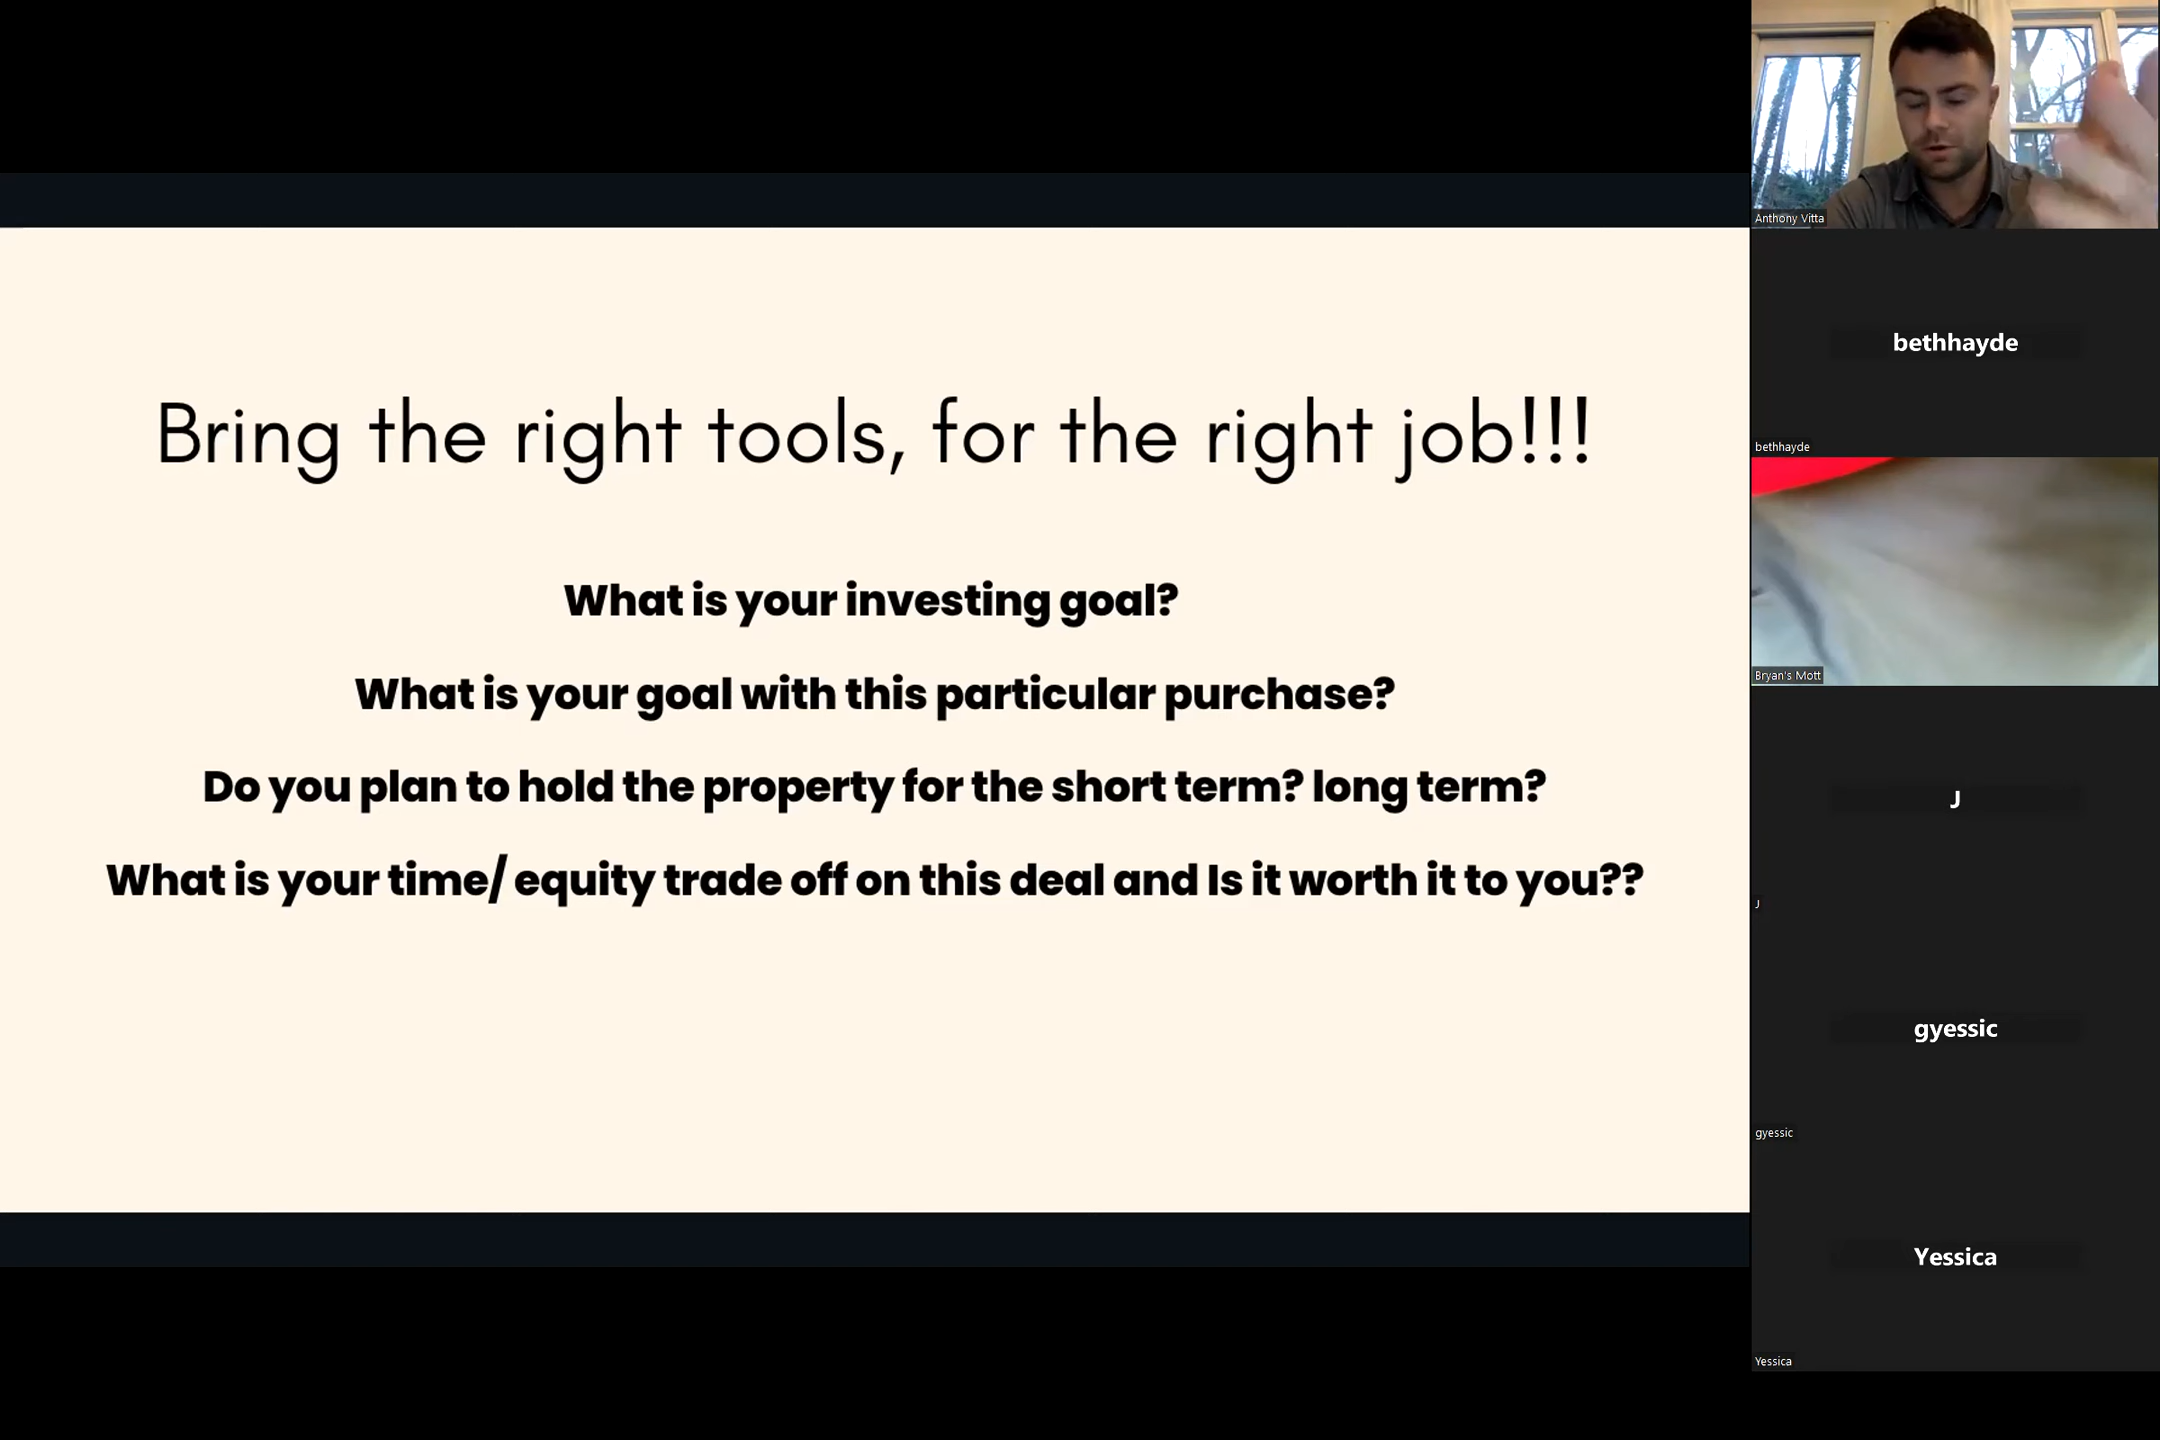 Bring the right tools, for the right job!!!
What is your investing goal?
What is your goal with this particular purchase?
Do you plan to hold the property for the short term? long term?
What is your time/ equity trade off on this deal and Is it worth it to you??
Anthony Vitta
bethhayde
bethhayde
Bryan's Mott
J
J
gyessic
gyessic
Yessica
Yessica